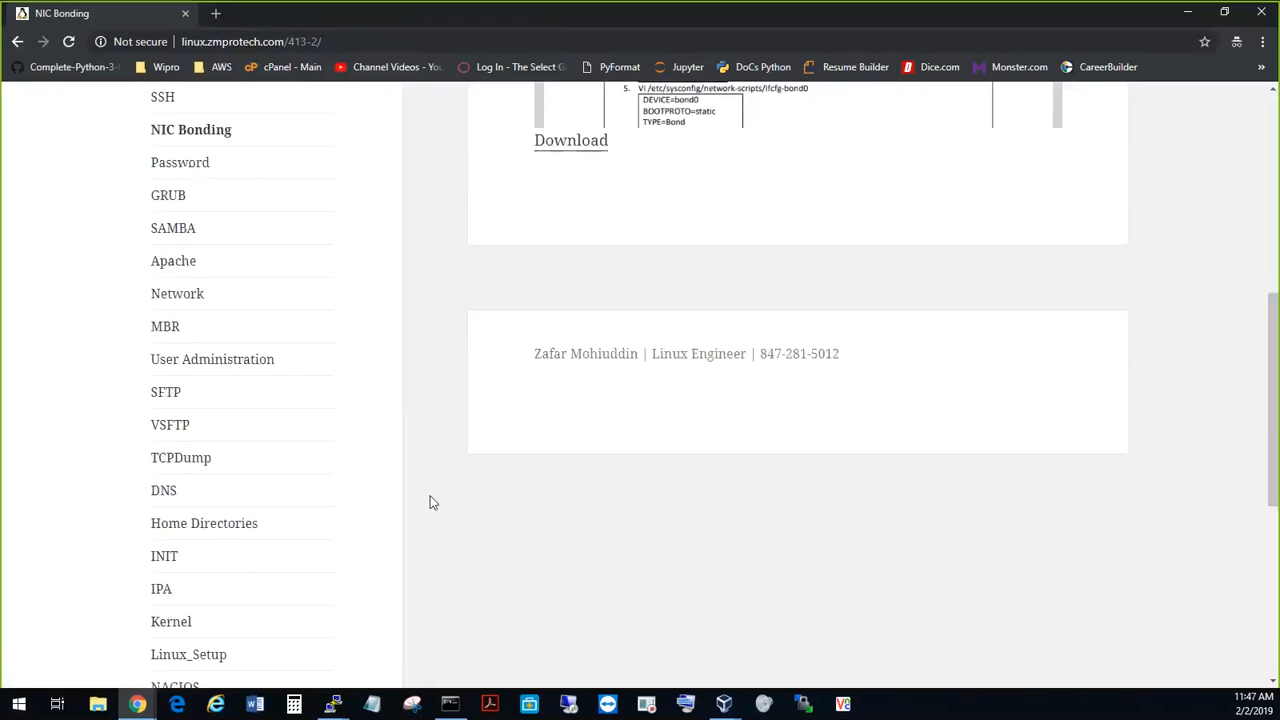 NIC Bonding
Not secure | linux.zmprotech.com/413-2/
Complete-Python-3- Wipro AWS cPanel - Main Channel Videos - You Log In - The Select G PyFormat Jupyter DoCs Python Resume Builder Dice.com Monster.com CareerBuilder »
SSH
NIC Bonding
Password
GRUB
SAMBA
Apache
Network
MBR
User Administration
SFTP
VSFTP
TCPDump
DNS
Home Directories
INIT
IPA
Kernel
Linux_Setup
NAGIOS
5. Vi /etc/sysconfig/network-scripts/ifcfg-bond0
DEVICE=bond0
BOOTPROTO=static
TYPE=Bond
Download
Zafar Mohiuddin | Linux Engineer | 847-281-5012
11:47 AM
2/2/2019